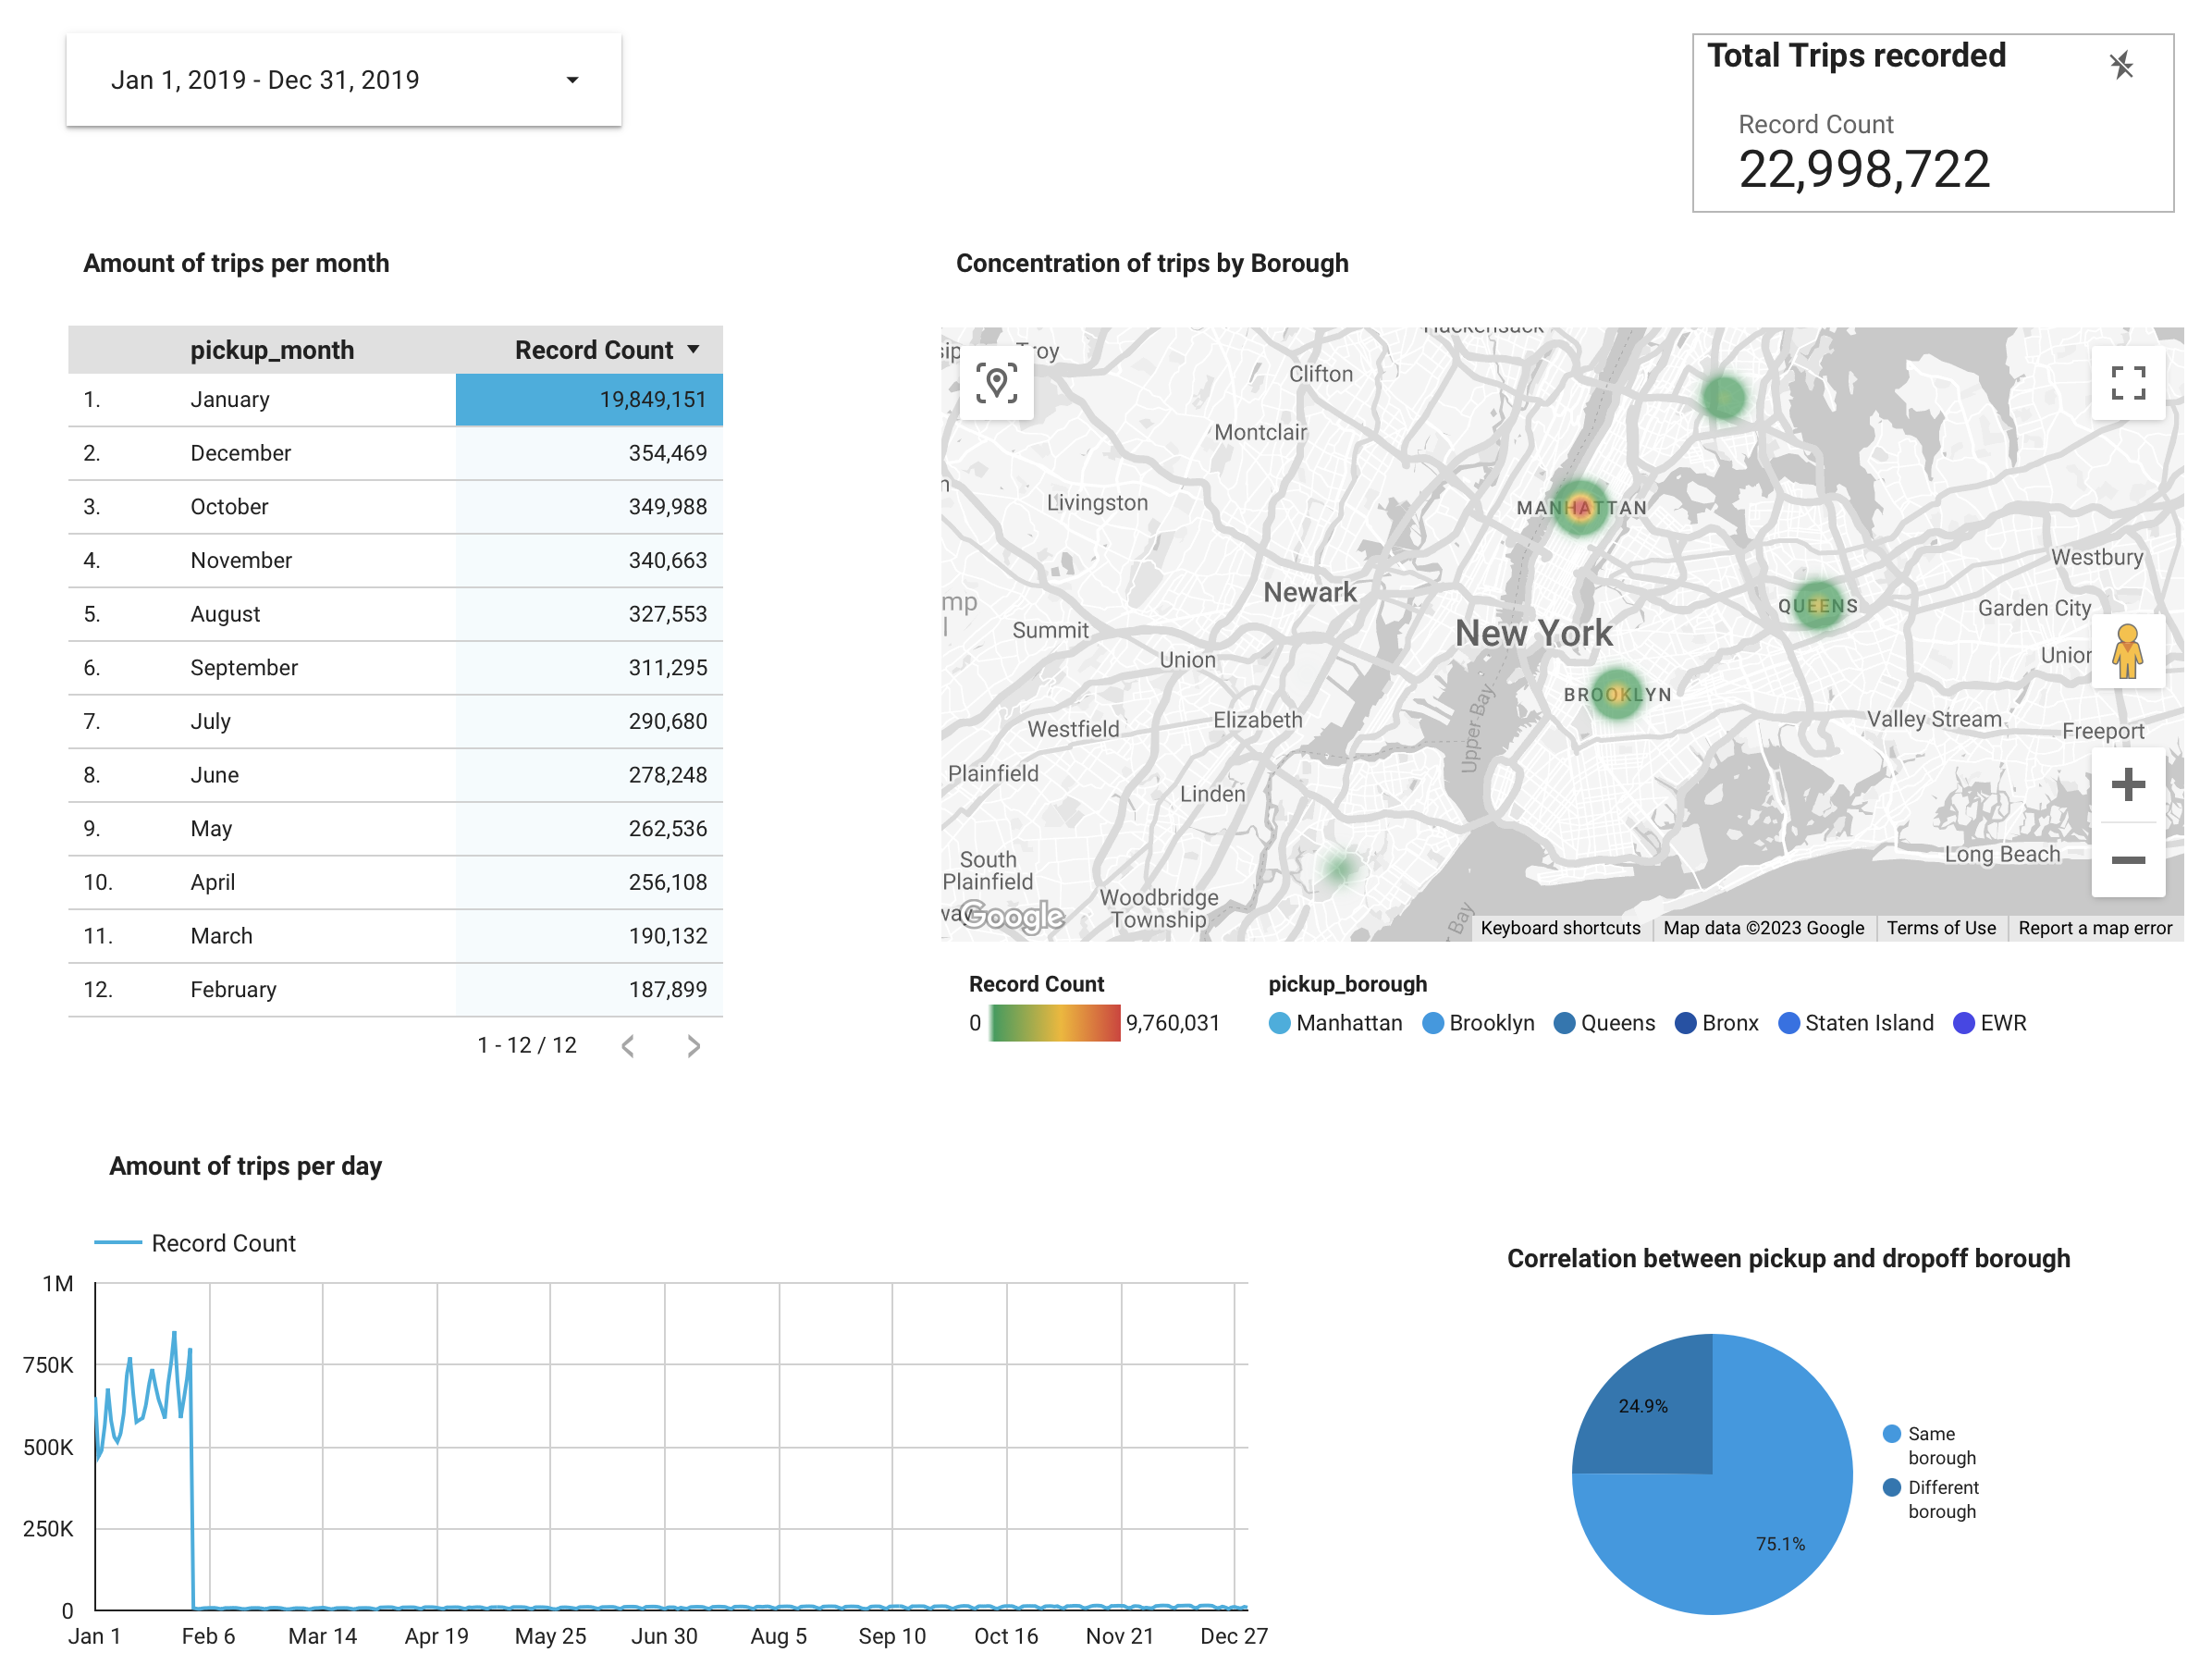 Jan 1, 2019 - Dec 31, 2019
Total Trips recorded
Record Count
22,998,722
Amount of trips per month
pickup_month Record Count
1. January 19,849,151
2. December 354,469
3. October 349,988
4. November 340,663
5. August 327,553
6. September 311,295
7. July 290,680
8. June 278,248
9. May 262,536
10. April 256,108
11. March 190,132
12. February 187,899
1 - 12 / 12
Concentration of trips by Borough
Troy
Clifton
Montclair
Livingston
MANHATTAN
Westbury
Newark
QUEENS
Garden City
Summit
New York
Union
BROOKLYN
Westfield
Elizabeth
Upper Bay
Valley Stream
Freeport
Plainfield
Linden
South
Plainfield
Long Beach
Woodbridge
Township
Bay
Google
Keyboard shortcuts Map data ©2023 Google Terms of Use Report a map error
Record Count
0 9,760,031
pickup_borough
Manhattan Brooklyn Queens Bronx Staten Island EWR
Amount of trips per day
Record Count
1M
750K
500K
250K
0
Jan 1 Feb 6 Mar 14 Apr 19 May 25 Jun 30 Aug 5 Sep 10 Oct 16 Nov 21 Dec 27
Correlation between pickup and dropoff borough
24.9%
75.1%
Same
borough
Different
borough